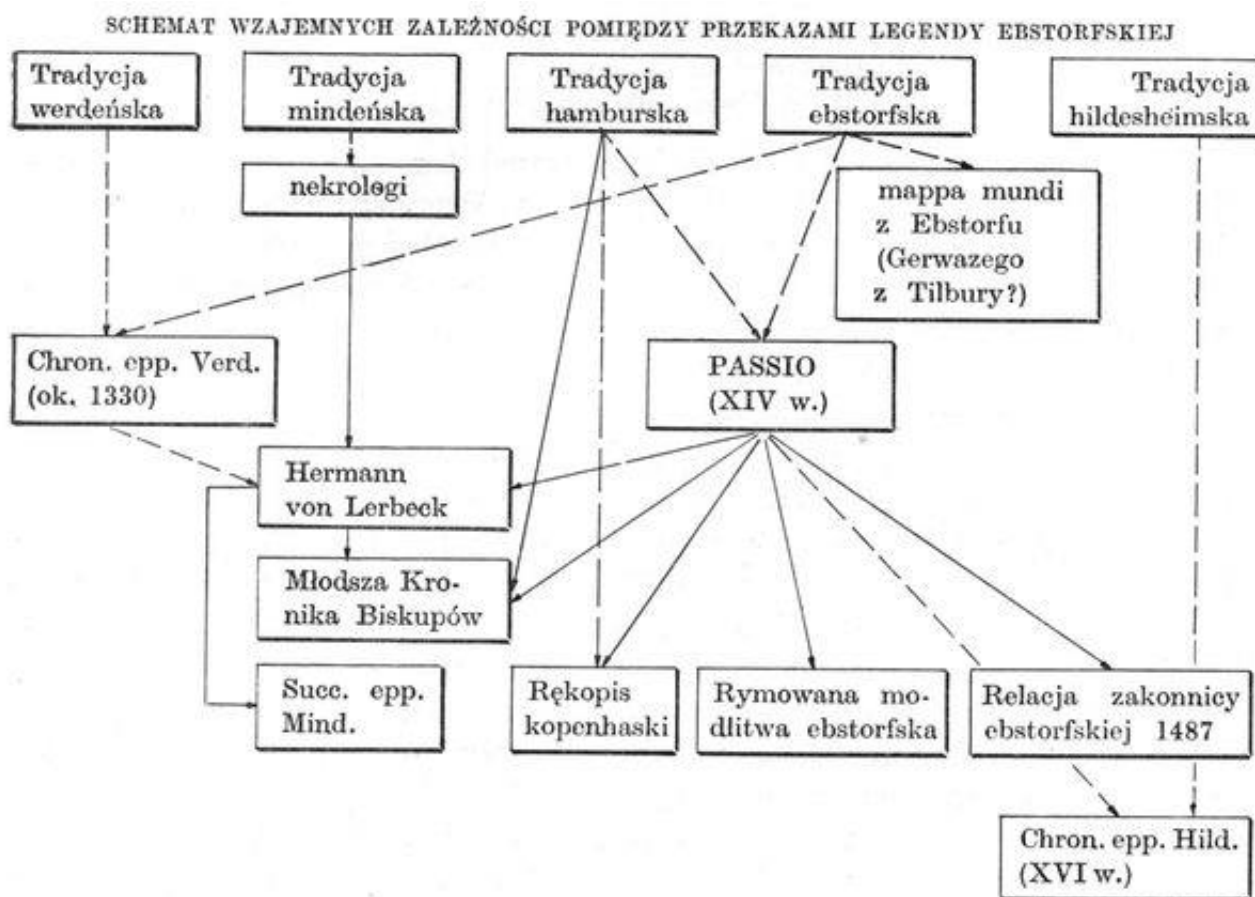 SCHEMAT WZAJEMNYCH ZALEŻNOŚCI POMIĘDZY PRZEKAZAMI LEGENDY EBSTORFSKIEJ
Tradycja
werdeńska
Tradycja
mindeńska
Tradycja
hamburska
Tradycja
ebstorfska
Tradycja
hildesheimska
nekrologi
mappa mundi
z Ebstorfu
(Gerwazego
z Tilbury?)
Chron. epp. Verd.
(ok. 1330)
PASSIO
(XIV w.)
Hermann
von Lerbeck
Młodsza Kro-
nika Biskupów
Succ. epp.
Mind.
Rękopis
kopenhaski
Rymowana mo-
dlitwa ebstorfska
Relacja zakonnicy
ebstorfskiej 1487
Chron. epp. Hild.
(XVI w.)